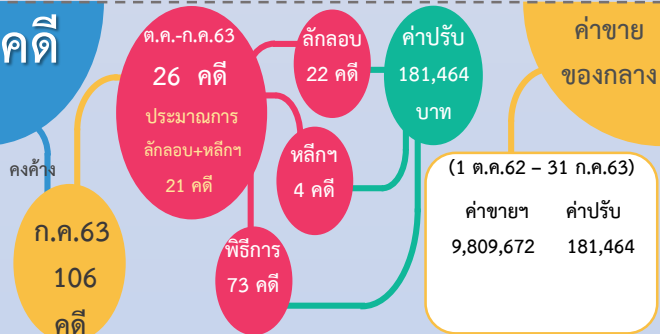 คดี
คงค้าง
ก.ค.63
106
คดี
ต.ค.-ก.ค.63
26 คดี
ประมาณการ
ลักลอบ+หลีกฯ
21 คดี
ลักลอบ
22 คดี
หลีกฯ
4 คดี
พิธีการ
73 คดี
ค่าปรับ
181,464
บาท
ค่าขาย
ของกลาง
(1 ต.ค.62 – 31 ก.ค.63)
ค่าขายฯ ค่าปรับ
9,809,672 181,464